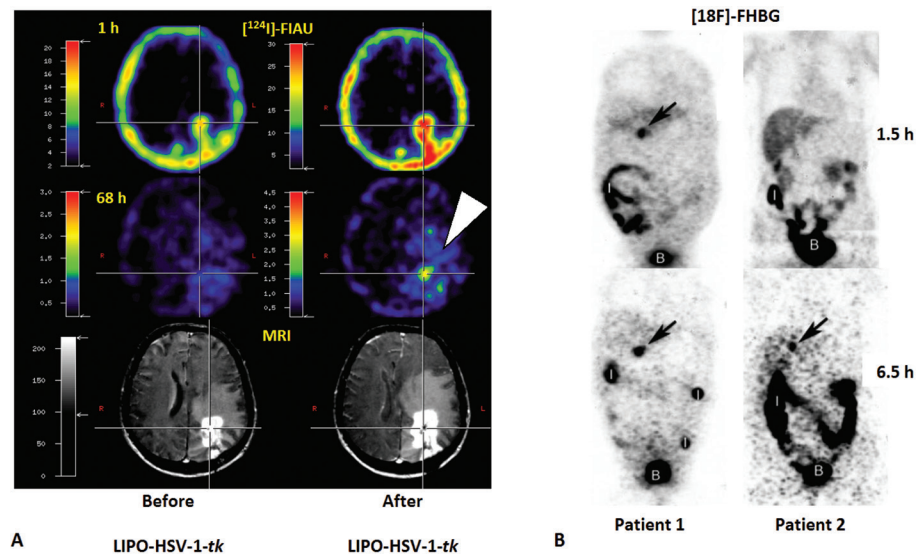 1 h
[¹²⁴I]-FIAU
20
18
16
14
12
10
8
6
4
2
R
L
30
25
20
15
10
5
R
L
68 h
3.0
2.5
2.0
1.5
1.0
0.5
R
L
4.5
4.0
3.5
3.0
2.5
2.0
1.5
1.0
0.5
MRI
200
150
100
50
0
R
R
L
Before
After
A
LIPO-HSV-1-tk
LIPO-HSV-1-tk
[18F]-FHBG
I
B
I
B
1.5 h
I
I
I
B
I
B
6.5 h
Patient 1
Patient 2
B